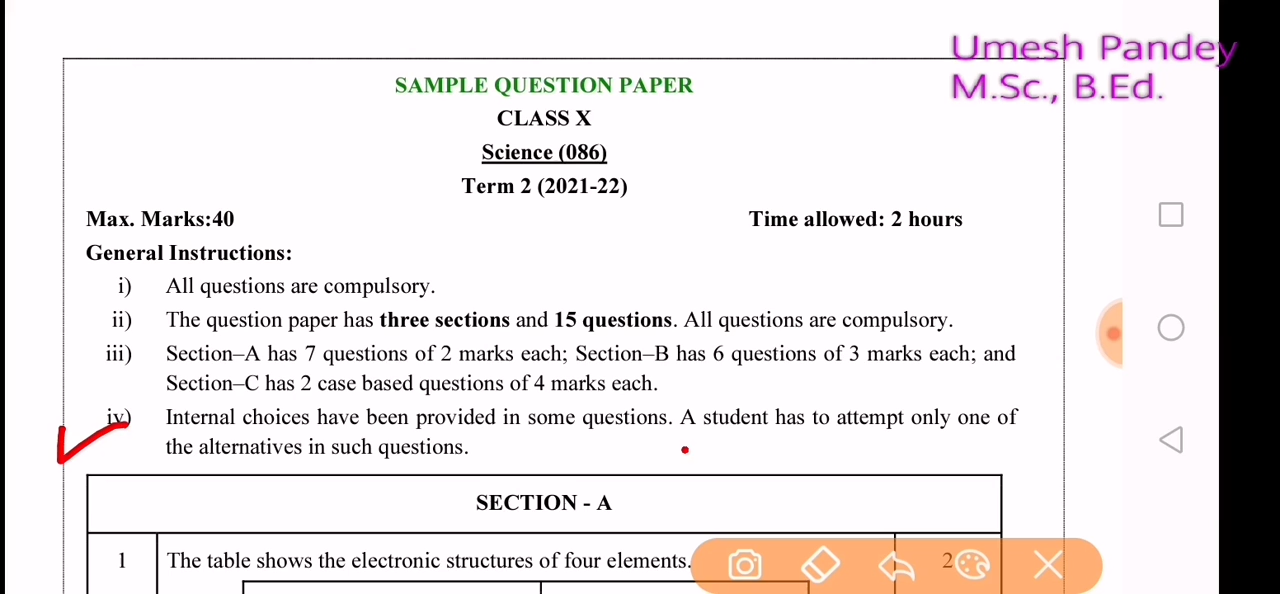 Umesh Pandey
M.Sc., B.Ed.
SAMPLE QUESTION PAPER
CLASS X
Science (086)
Term 2 (2021-22)
Max. Marks:40 Time allowed: 2 hours
General Instructions:
i) All questions are compulsory.
ii) The question paper has three sections and 15 questions. All questions are compulsory.
iii) Section–A has 7 questions of 2 marks each; Section–B has 6 questions of 3 marks each; and
Section–C has 2 case based questions of 4 marks each.
iv) Internal choices have been provided in some questions. A student has to attempt only one of
the alternatives in such questions.
SECTION - A
1 The table shows the electronic structures of four elements. 2